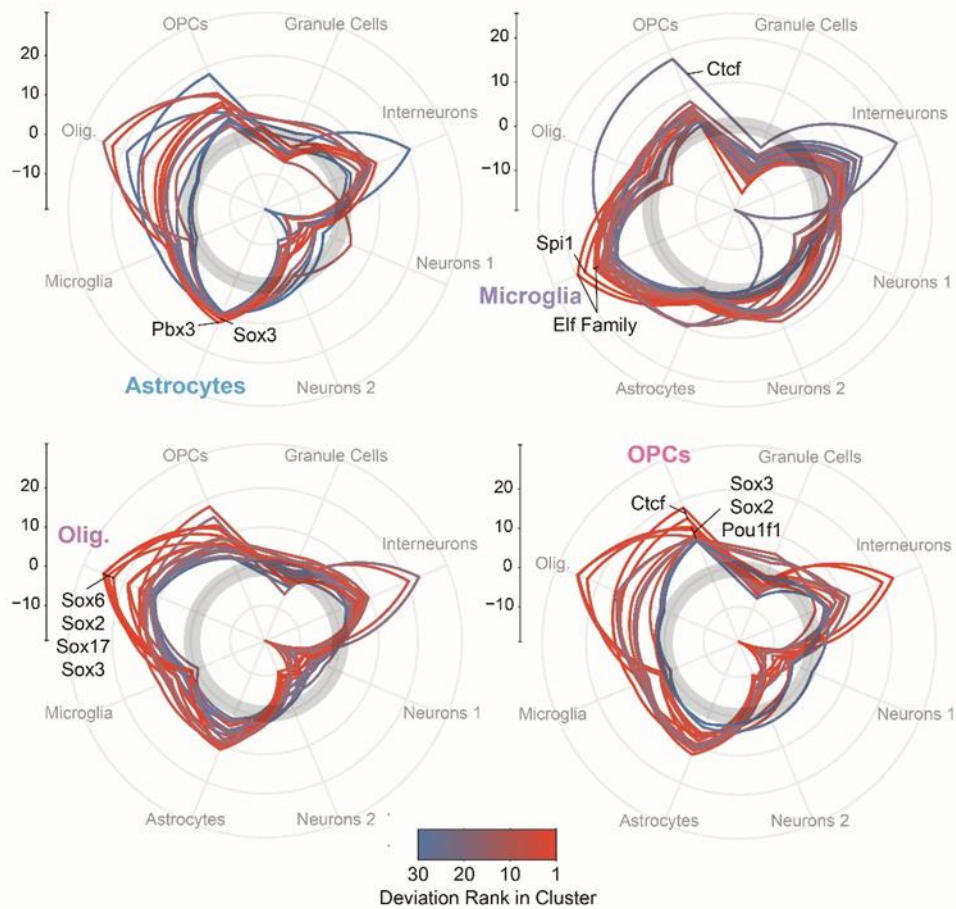 OPCs
Granule Cells
Interneurons
Neurons 1
Neurons 2
Astrocytes
Microglia
Olig.
20
10
0
−10
Pbx3
Sox3
OPCs
Granule Cells
Interneurons
Neurons 1
Neurons 2
Astrocytes
Microglia
Olig.
20
10
0
−10
Ctcf
Spi1
Elf Family
OPCs
Granule Cells
Interneurons
Neurons 1
Neurons 2
Astrocytes
Microglia
Olig.
20
10
0
−10
Sox6
Sox2
Sox17
Sox3
OPCs
Granule Cells
Interneurons
Neurons 1
Neurons 2
Astrocytes
Microglia
Olig.
20
10
0
−10
Ctcf
Sox3
Sox2
Pou1f1
30 20 10 1
Deviation Rank in Cluster